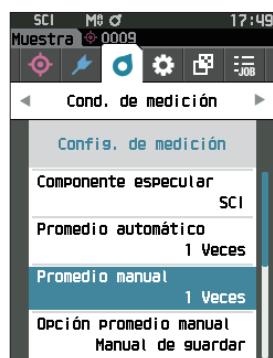 SCI M 17:49
Muestra 0009
JOB
Cond. de medición
Config. de medición
Componente especular
SCI
Promedio automático
1 Veces
Promedio manual
1 Veces
Opción promedio manual
Manual de guardar